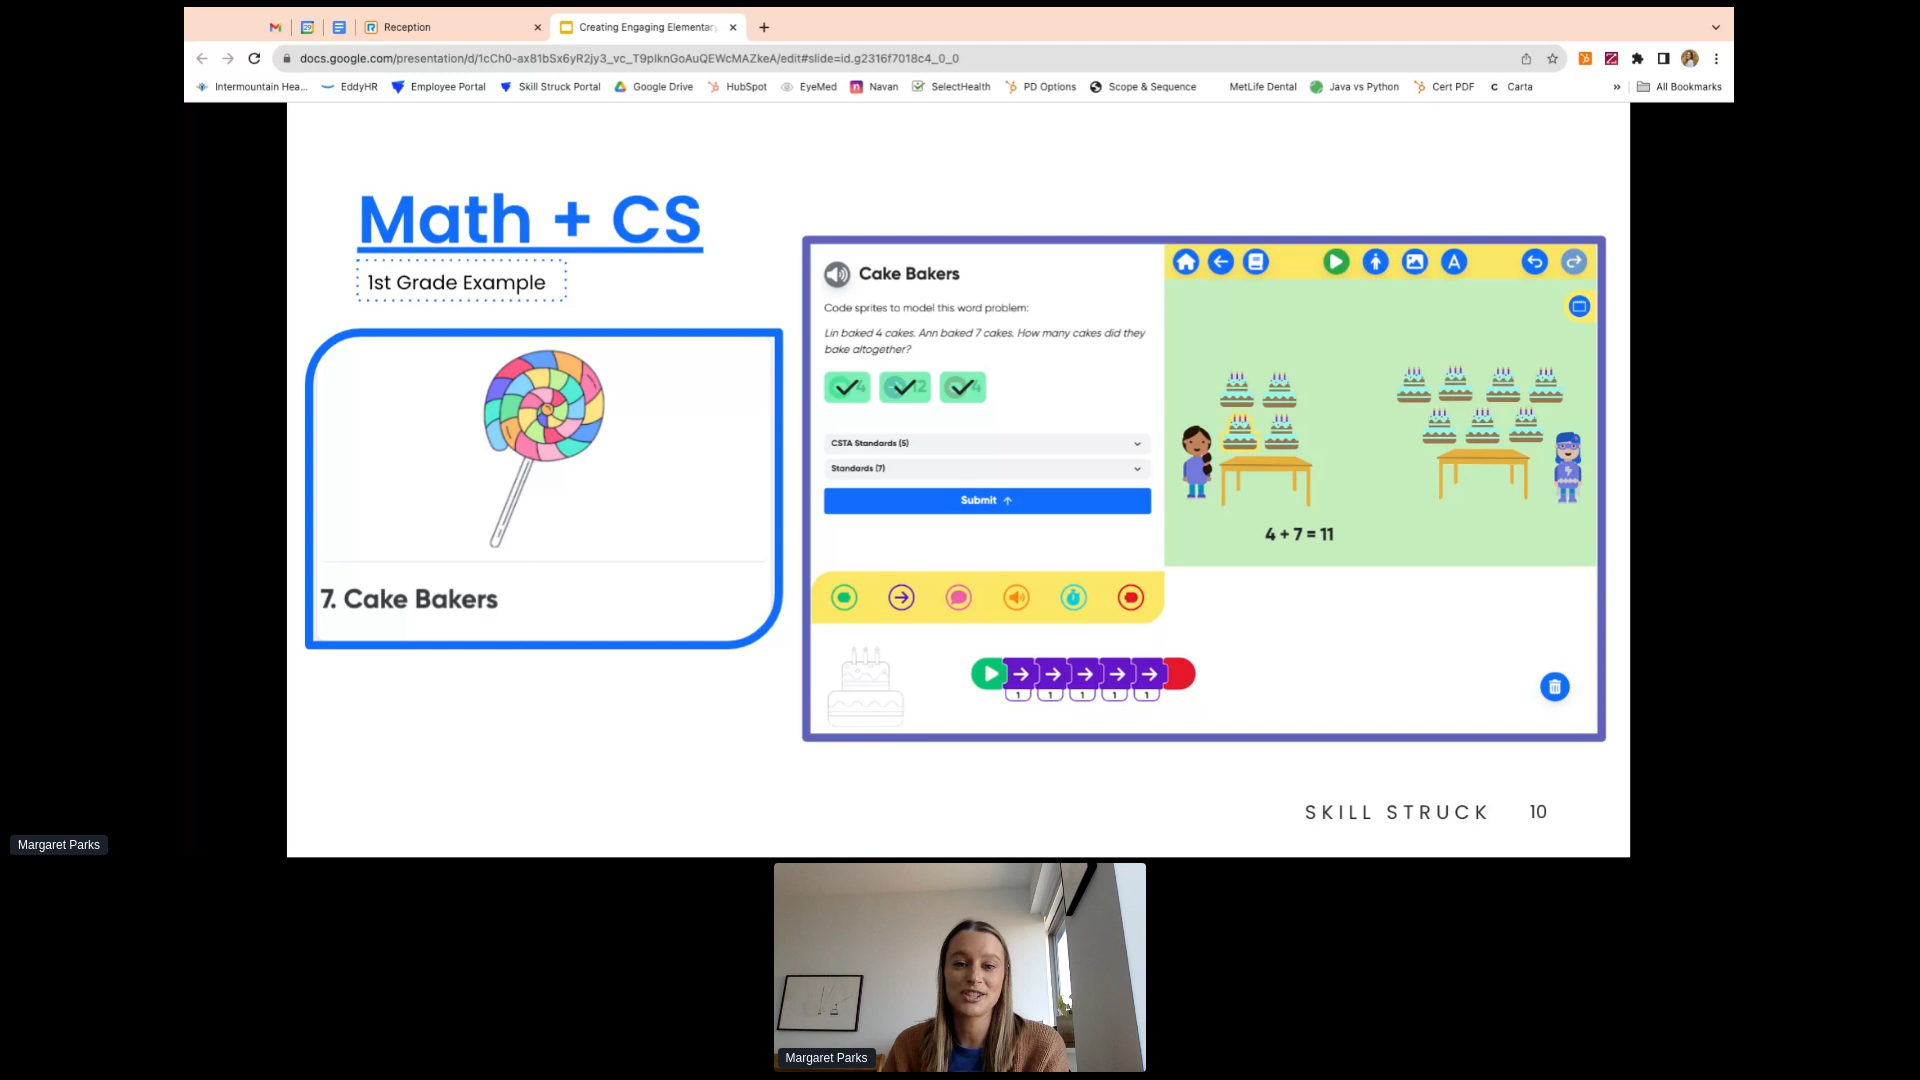 Reception
Creating Engaging Elementary
docs.google.com/presentation/d/1cCh0-ax81bSx6yR2jy3_vc_T9pIknGoAuQEWcMAZkeA/edit#slide=id.g2316f7018c4_0_0
Intermountain Hea... EddyHR Employee Portal Skill Struck Portal Google Drive HubSpot EyeMed Navan SelectHealth PD Options Scope & Sequence MetLife Dental Java vs Python Cert PDF Carta » All Bookmarks
Math + CS
1st Grade Example
7. Cake Bakers
Cake Bakers
Code sprites to model this word problem:
Lin baked 4 cakes. Ann baked 7 cakes. How many cakes did they
bake altogether?
4 12 4
CSTA Standards (5)
Standards (7)
Submit
A
4 + 7 = 11
1 1 1 1 1
SKILL STRUCK 10
Margaret Parks
Margaret Parks